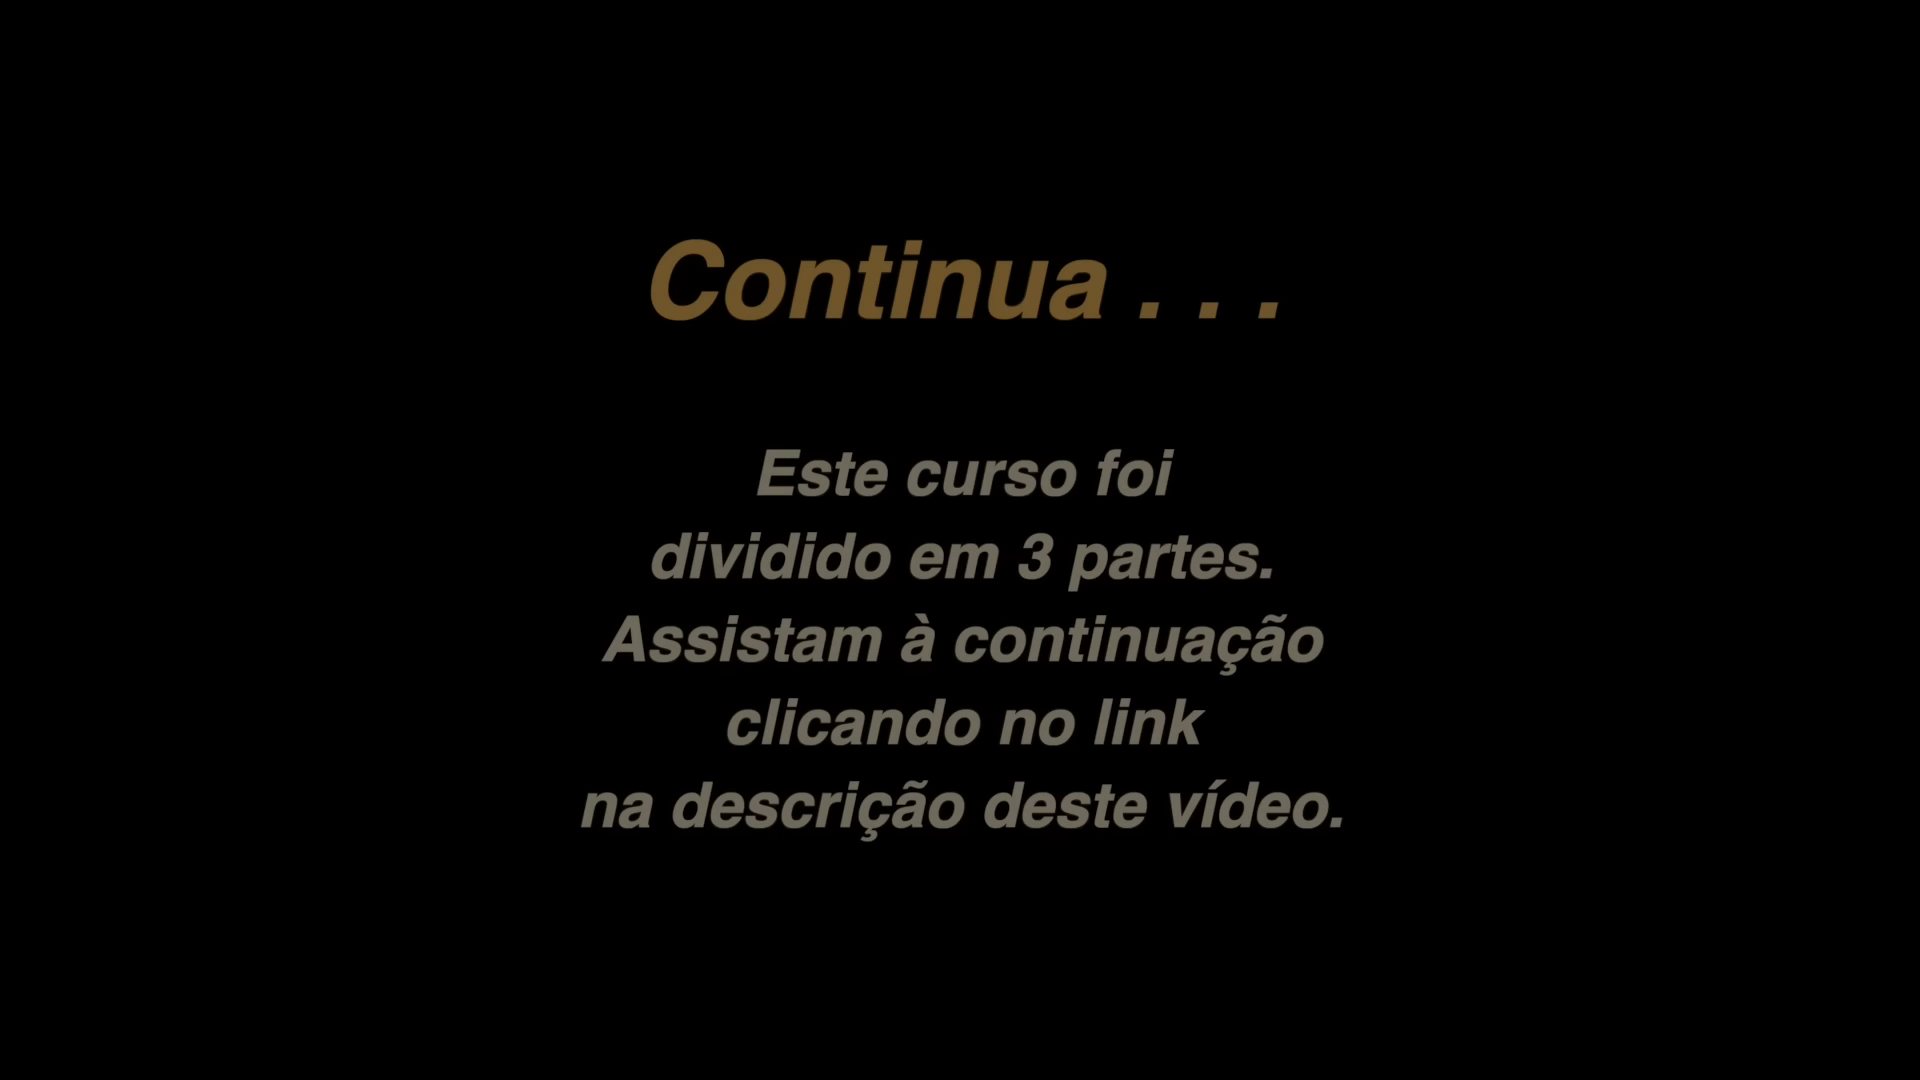 Continua . . .
Este curso foi
dividido em 3 partes.
Assistam à continuação
clicando no link
na descrição deste vídeo.